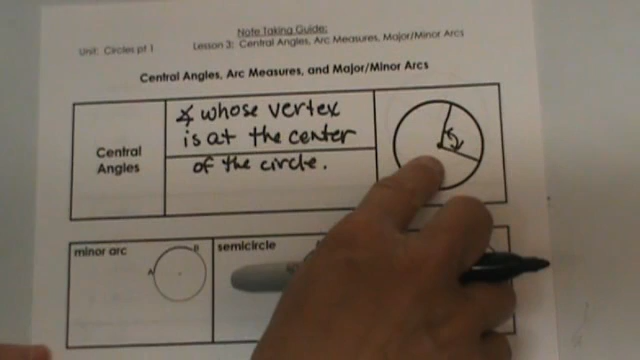 Note Taking Guide:
Unit: Circles pt 1
Lesson 3: Central Angles, Arc Measures, Major/Minor Arcs
Central Angles, Arc Measures, and Major/Minor Arcs
Central
Angles
∡ whose vertex
is at the center
of the circle.
minor arc
A
B
semicircle